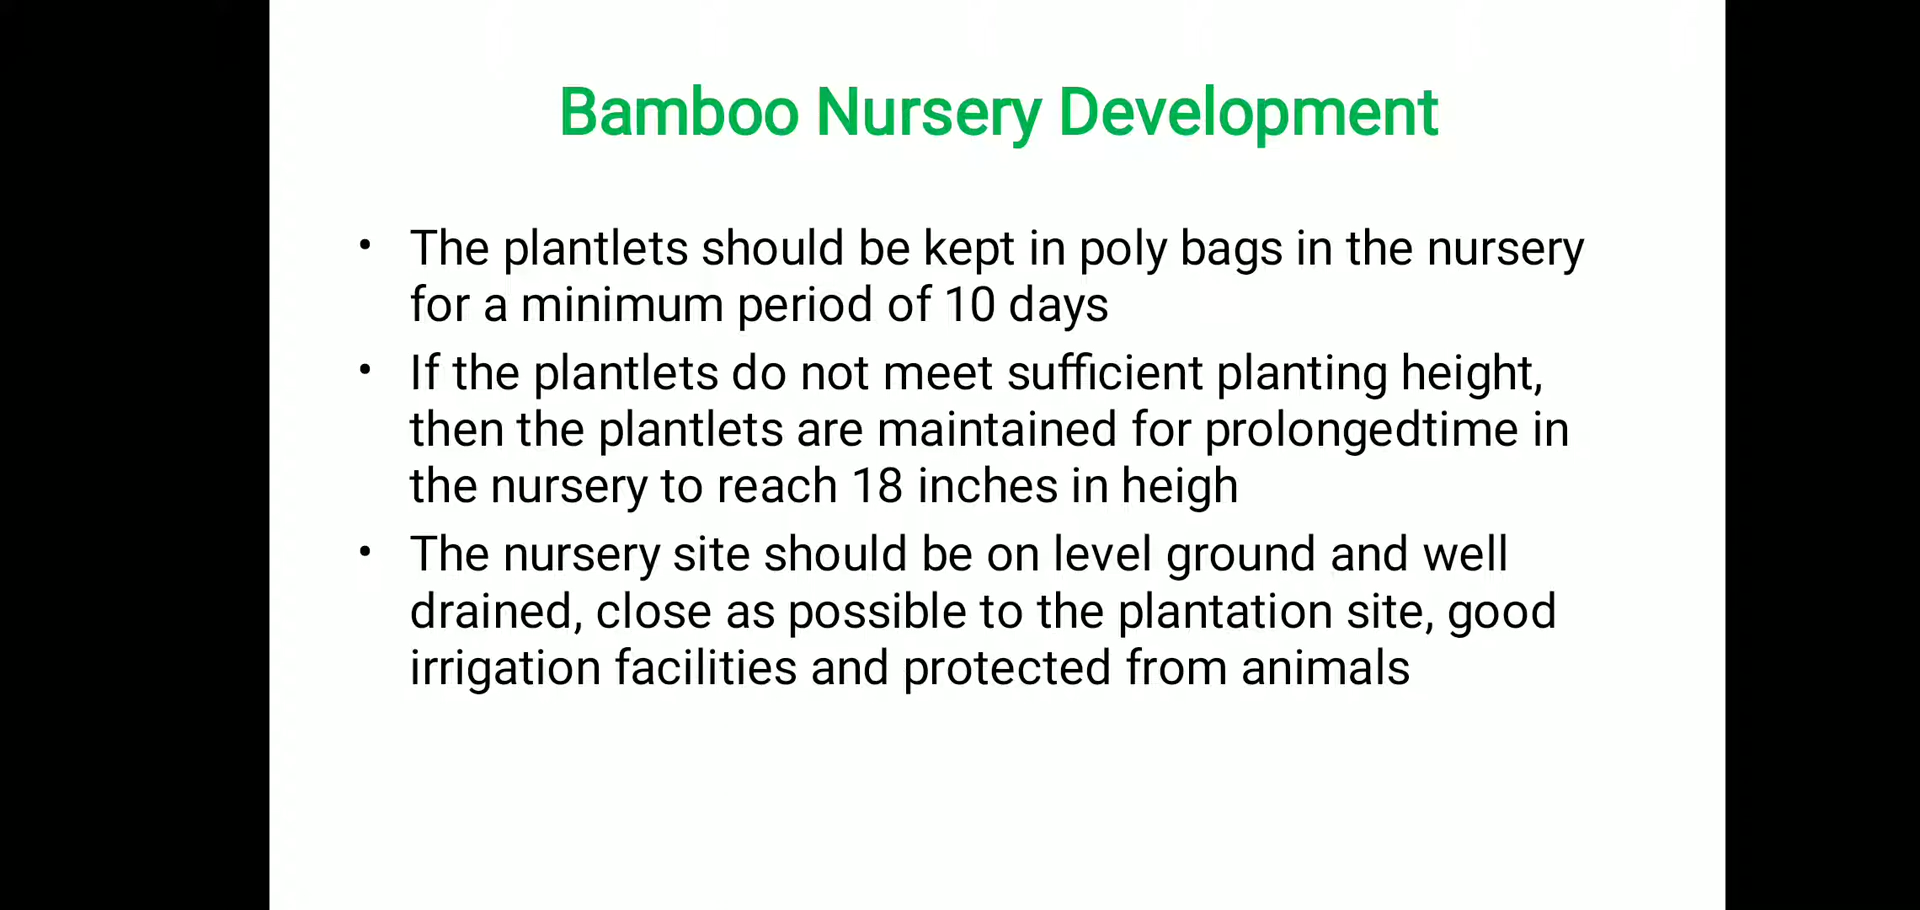 Bamboo Nursery Development
• The plantlets should be kept in poly bags in the nursery
for a minimum period of 10 days
• If the plantlets do not meet sufficient planting height,
then the plantlets are maintained for prolongedtime in
the nursery to reach 18 inches in heigh
• The nursery site should be on level ground and well
drained, close as possible to the plantation site, good
irrigation facilities and protected from animals